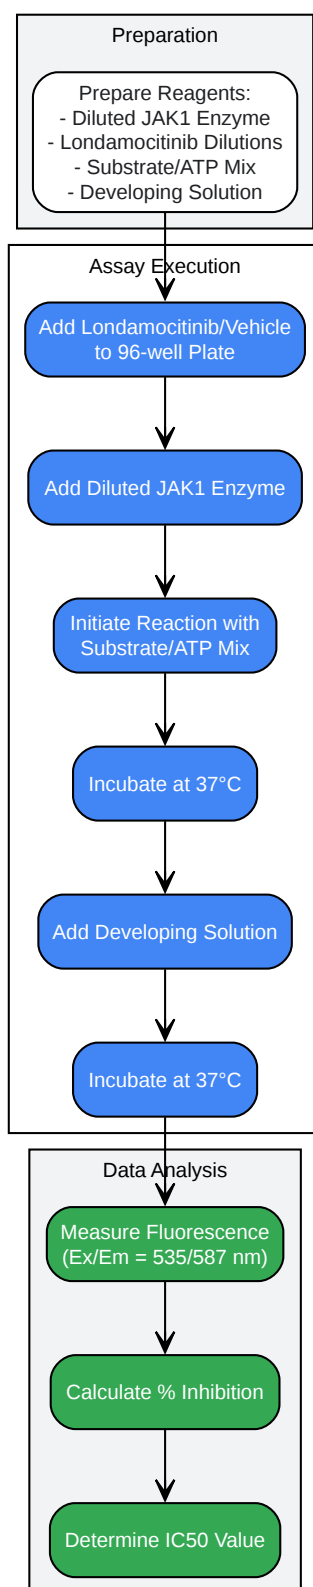 Preparation
Prepare Reagents:
- Diluted JAK1 Enzyme
- Londamocitinib Dilutions
- Substrate/ATP Mix
- Developing Solution
Assay Execution
Add Londamocitinib/Vehicle
to 96-well Plate
Add Diluted JAK1 Enzyme
Initiate Reaction with
Substrate/ATP Mix
Incubate at 37°C
Add Developing Solution
Incubate at 37°C
Data Analysis
Measure Fluorescence
(Ex/Em = 535/587 nm)
Calculate % Inhibition
Determine IC50 Value